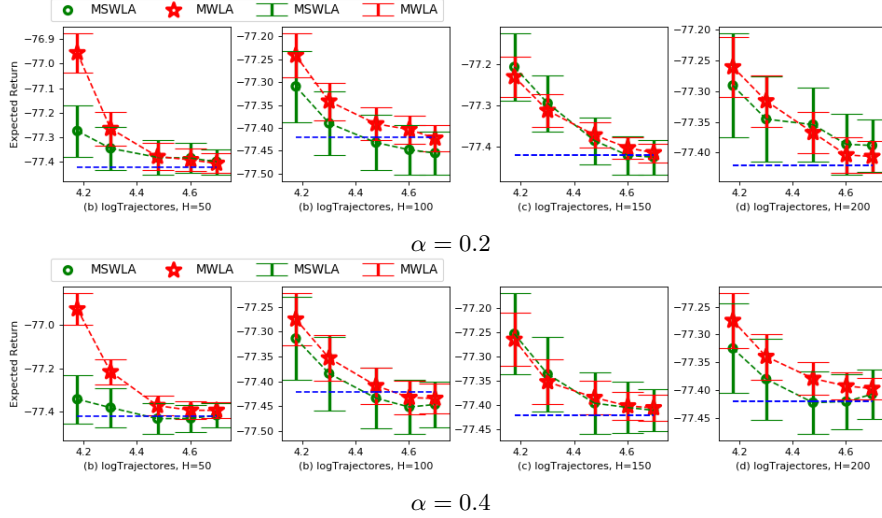 MSWLA MWLA MSWLA MWLA
Expected Return
−76.9
−77.0
−77.1
−77.2
−77.3
−77.4
4.2 4.4 4.6
(b) logTrajectores, H=50
−77.20
−77.25
−77.30
−77.35
−77.40
−77.45
−77.50
4.2 4.4 4.6
(b) logTrajectores, H=100
−77.2
−77.3
−77.4
4.2 4.4 4.6
(c) logTrajectores, H=150
−77.20
−77.25
−77.30
−77.35
−77.40
4.2 4.4 4.6
(d) logTrajectores, H=200
α = 0.2
MSWLA MWLA MSWLA MWLA
Expected Return
−77.0
−77.2
−77.4
4.2 4.4 4.6
(b) logTrajectores, H=50
−77.25
−77.30
−77.35
−77.40
−77.45
−77.50
4.2 4.4 4.6
(b) logTrajectores, H=100
−77.20
−77.25
−77.30
−77.35
−77.40
−77.45
4.2 4.4 4.6
(c) logTrajectores, H=150
−77.25
−77.30
−77.35
−77.40
−77.45
4.2 4.4 4.6
(d) logTrajectores, H=200
α = 0.4